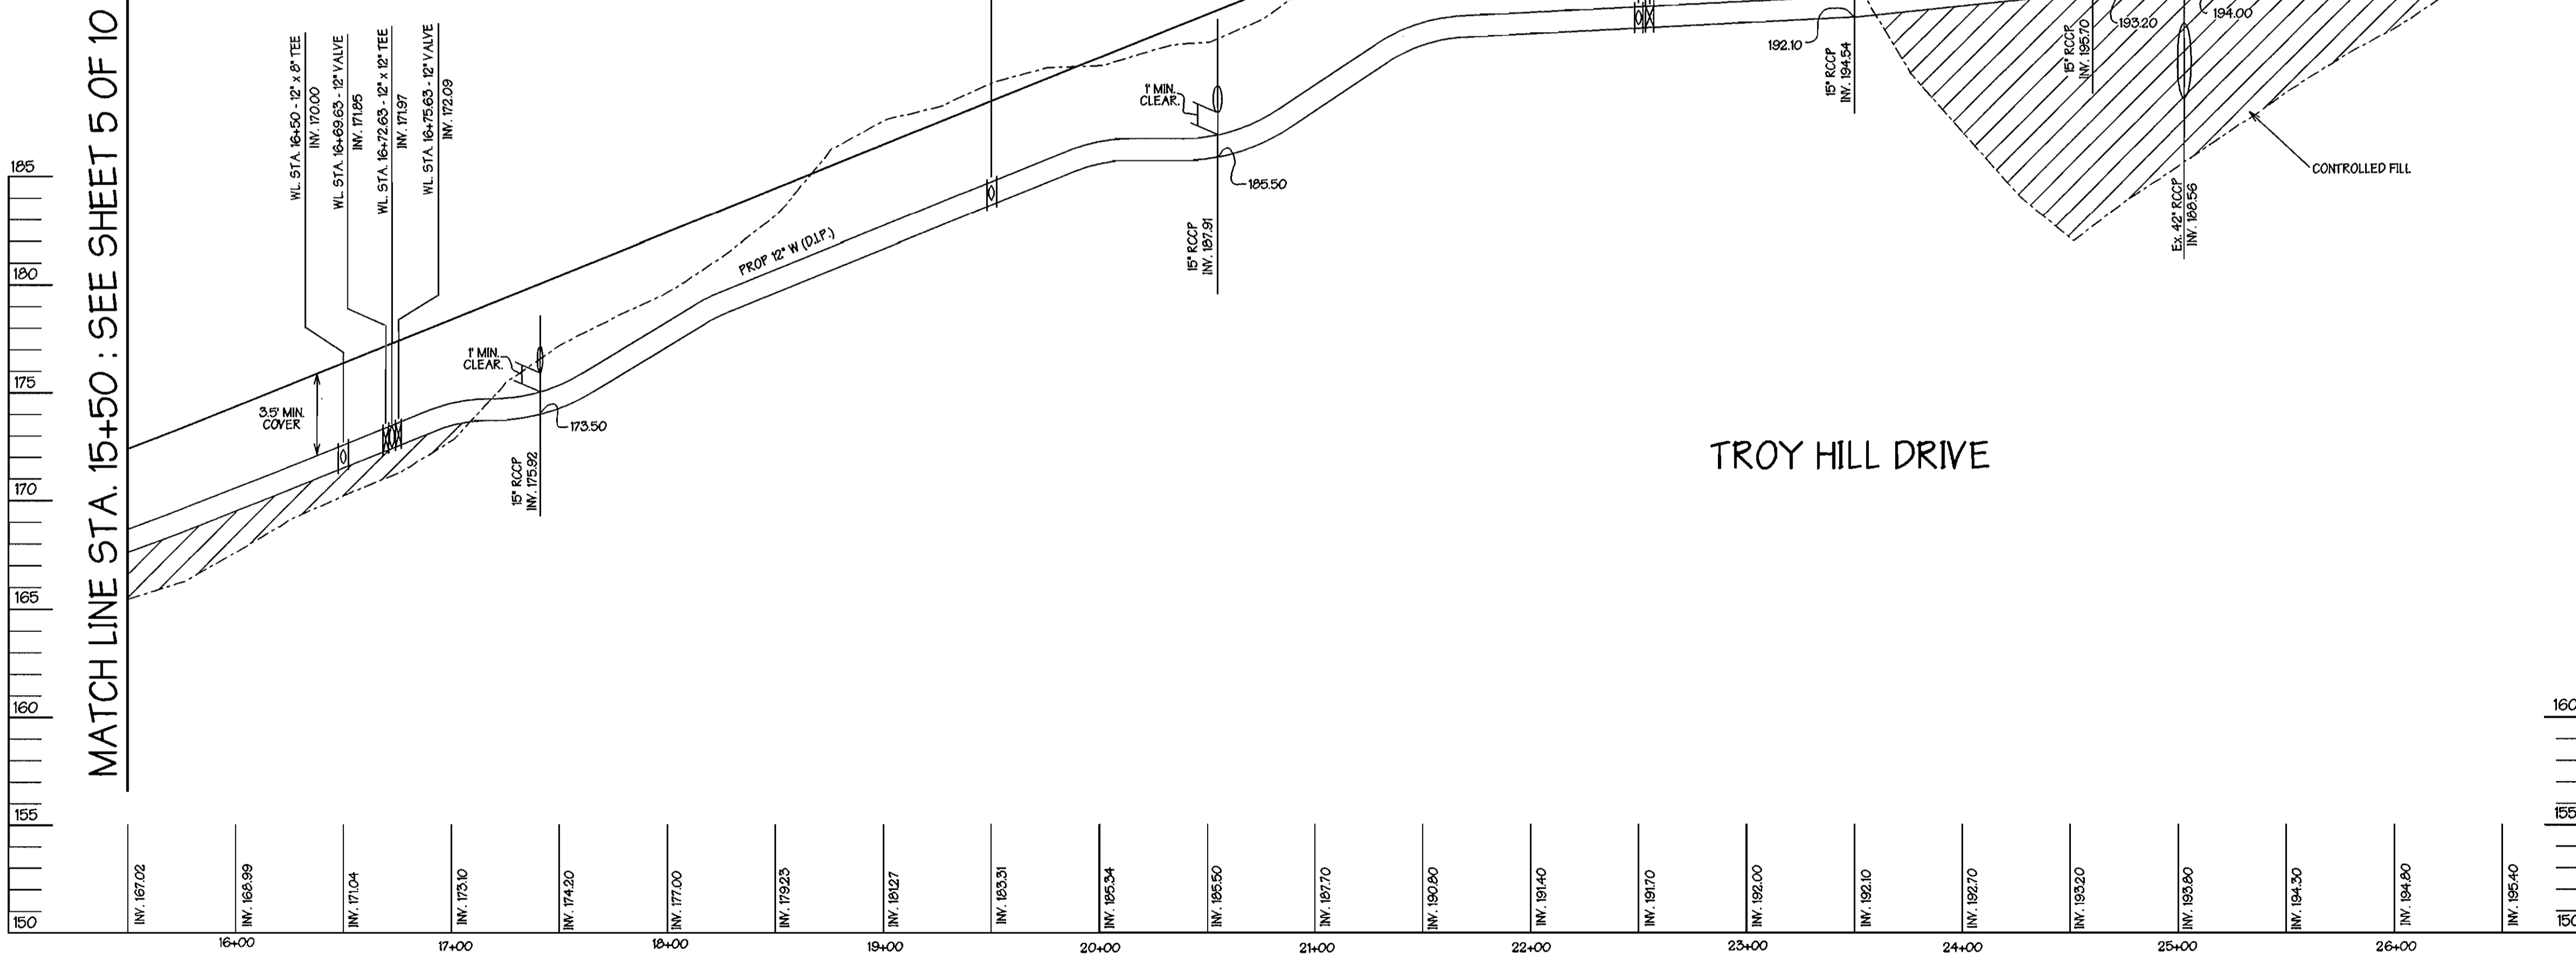 MATCH LINE STA. 15+50 : SEE SHEET 5 OF 10
WL. STA. 16+50 - 12" x 8" TEE
INV. 170.00
WL. STA. 16+69.63 - 12" VALVE
INV. 171.85
WL. STA. 16+72.63 - 12" x 12" TEE
INV. 171.97
WL. STA. 16+75.63 - 12" VALVE
INV. 172.09
185
180
175
170
165
160
155
150
3.5' MIN.
COVER
1' MIN.
CLEAR.
173.50
15" RCCP
INV. 175.92
PROP 12" W (D.I.P.)
1' MIN.
CLEAR.
185.50
15" RCCP
INV. 187.91
192.10
15" RCCP
INV. 194.54
15" RCCP
INV. 195.70
193.20
194.00
Ex. 42" RCCP
INV. 188.56
CONTROLLED FILL
TROY HILL DRIVE
160
155
150
INV. 167.02
INV. 168.99
INV. 171.04
INV. 173.10
INV. 174.20
INV. 177.00
INV. 179.23
INV. 181.27
INV. 183.31
INV. 185.34
INV. 185.50
INV. 187.70
INV. 190.80
INV. 191.40
INV. 191.70
INV. 192.00
INV. 192.10
INV. 192.70
INV. 193.20
INV. 193.80
INV. 194.30
INV. 194.80
INV. 195.40
16+00
17+00
18+00
19+00
20+00
21+00
22+00
23+00
24+00
25+00
26+00